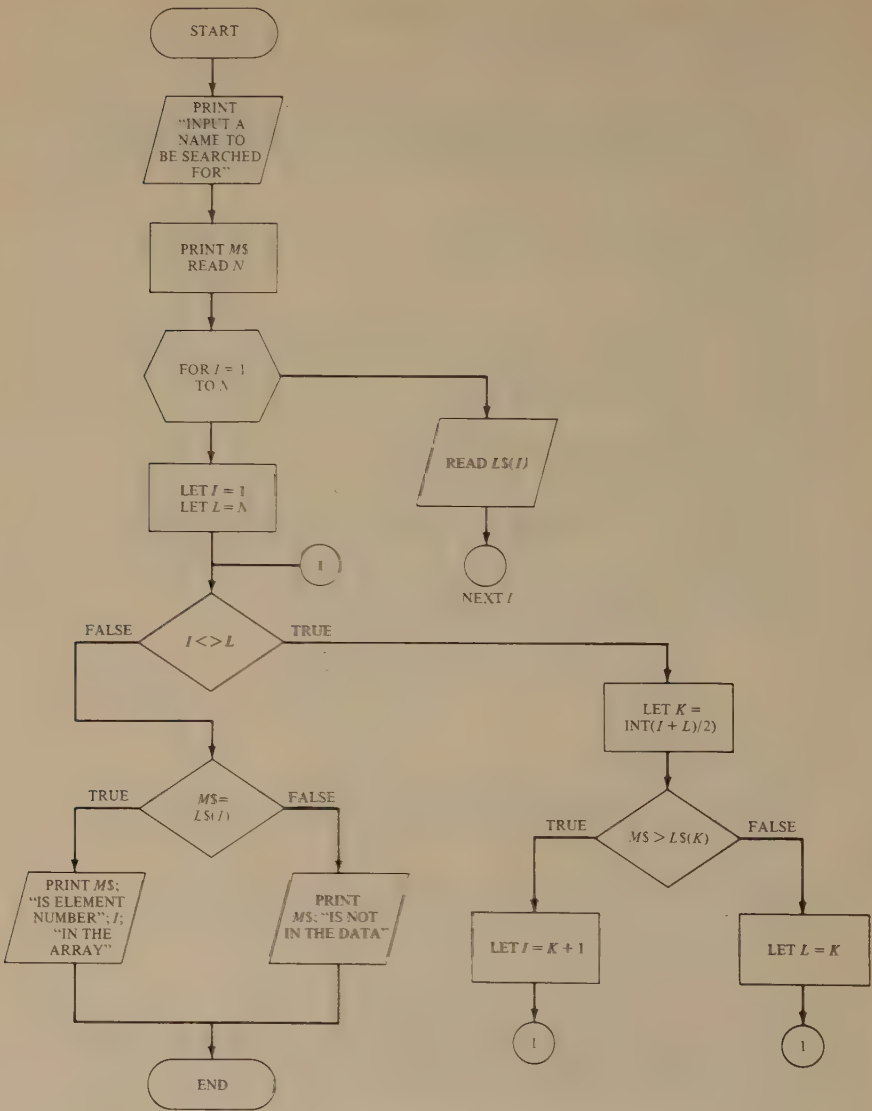 START
PRINT
"INPUT A
NAME TO
BE SEARCHED
FOR"
PRINT M$
READ N
FOR I = 1
TO N
READ L$(I)
NEXT I
LET I = 1
LET L = N
1
FALSE
I<>L
TRUE
LET K =
INT(I + L)/2)
M$=
L$(I)
TRUE
FALSE
M$ > L$(K)
TRUE
FALSE
PRINT M$;
"IS ELEMENT
NUMBER"; I;
"IN THE
ARRAY"
PRINT
M$; "IS NOT
IN THE DATA"
LET I = K + 1
LET L = K
1
1
END